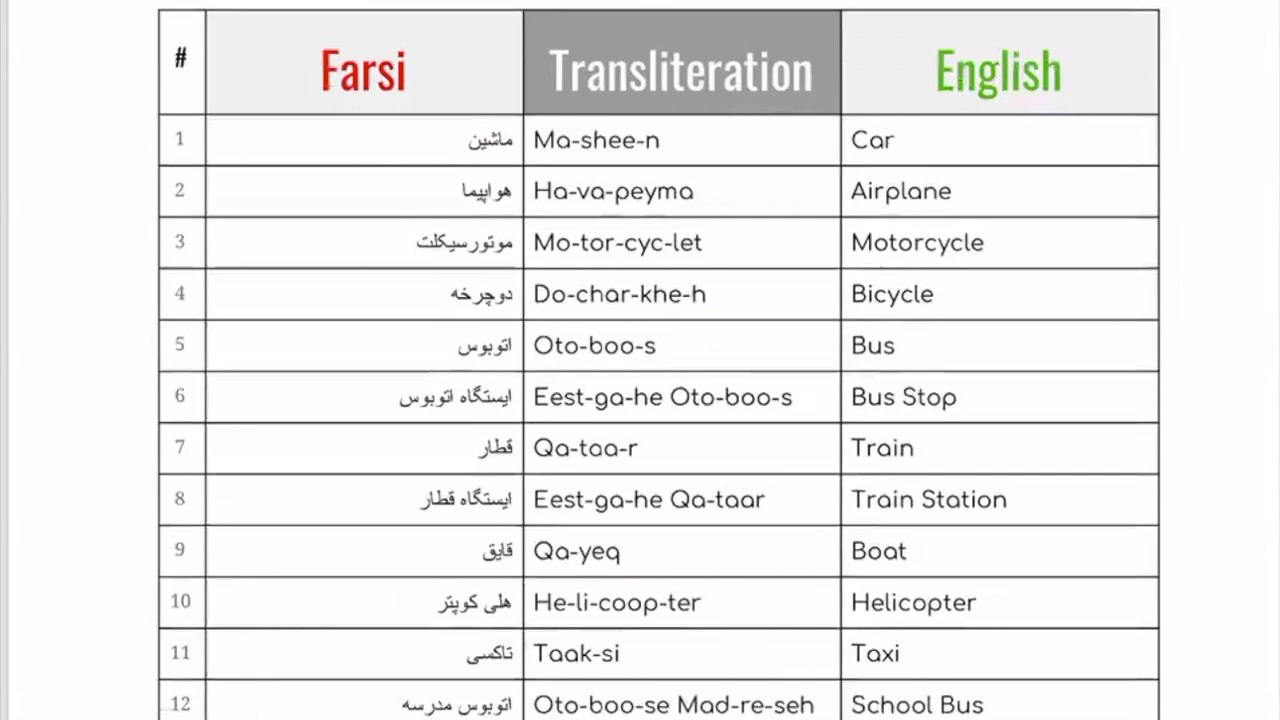 # Farsi Transliteration English
1 ماشین Ma-shee-n Car
2 هواپیما Ha-va-peyma Airplane
3 موتورسیکلت Mo-tor-cyc-let Motorcycle
4 دوچرخه Do-char-khe-h Bicycle
5 اتوبوس Oto-boo-s Bus
6 ایستگاه اتوبوس Eest-ga-he Oto-boo-s Bus Stop
7 قطار Qa-taa-r Train
8 ایستگاه قطار Eest-ga-he Qa-taar Train Station
9 قایق Qa-yeq Boat
10 هلی کوپتر He-li-coop-ter Helicopter
11 تاکسی Taak-si Taxi
12 اتوبوس مدرسه Oto-boo-se Mad-re-seh School Bus